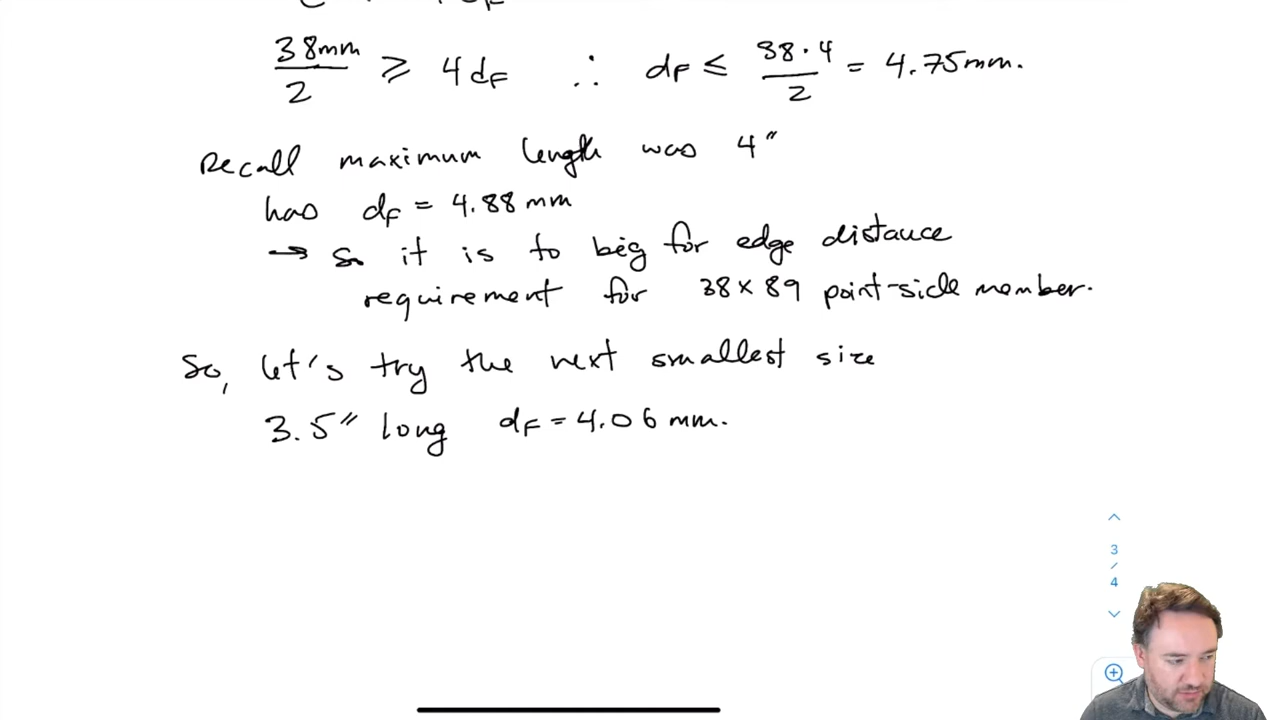 38mm/2 ⩾ 4dF ∴ dF ≤ 38·4/2 = 4.75mm.
Recall maximum length was 4"
has dF = 4.88 mm
→ so it is to big for edge distance
requirement for 38×89 point-side member.
So, let's try the next smallest size
3.5" long dF = 4.06 mm.
3
/
4